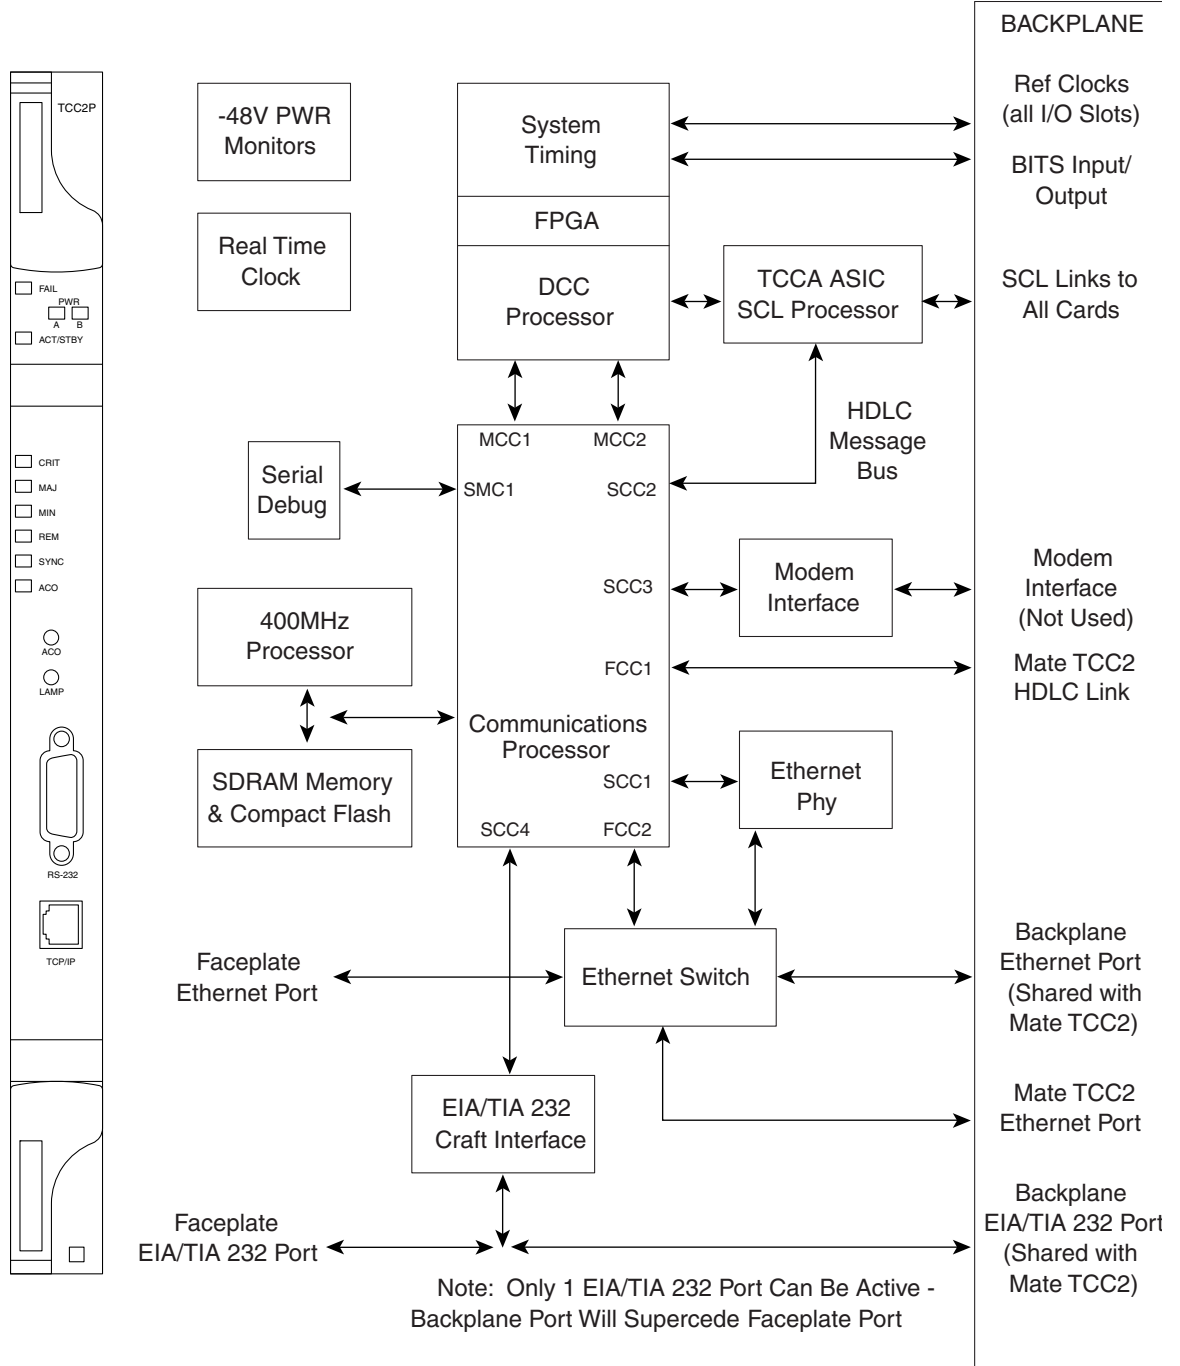 BACKPLANE
TCC2P
FAIL
PWR
A B
ACT/STBY
CRIT
MAJ
MIN
REM
SYNC
ACO
ACO
LAMP
RS-232
TCP/IP
-48V PWR
Monitors
Real Time
Clock
System
Timing
FPGA
DCC
Processor
TCCA ASIC
SCL Processor
HDLC
Message
Bus
Serial
Debug
MCC1
MCC2
SMC1
SCC2
SCC3
FCC1
Communications
Processor
SCC1
SCC4
FCC2
400MHz
Processor
SDRAM Memory
& Compact Flash
Modem
Interface
Ethernet
Phy
Faceplate
Ethernet Port
Ethernet Switch
EIA/TIA 232
Craft Interface
Faceplate
EIA/TIA 232 Port
Ref Clocks
(all I/O Slots)
BITS Input/
Output
SCL Links to
All Cards
Modem
Interface
(Not Used)
Mate TCC2
HDLC Link
Backplane
Ethernet Port
(Shared with
Mate TCC2)
Mate TCC2
Ethernet Port
Backplane
EIA/TIA 232 Port
(Shared with
Mate TCC2)
Note: Only 1 EIA/TIA 232 Port Can Be Active -
Backplane Port Will Supercede Faceplate Port